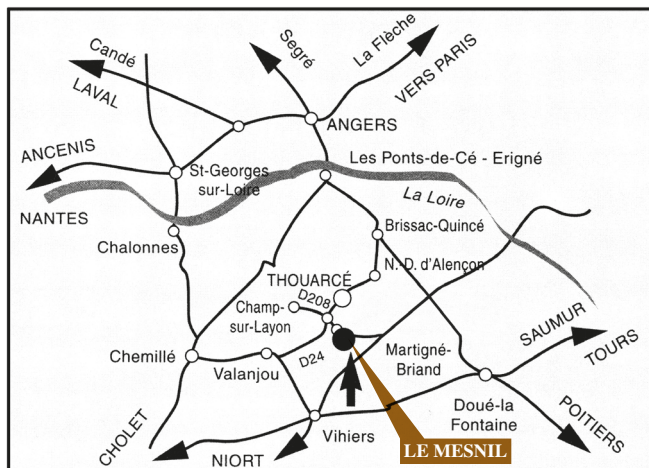 Candé
LAVAL
Segré
La Flèche
VERS PARIS
ANGERS
ANCENIS
St-Georges
sur-Loire
Les Ponts-de-Cé - Erigné
La Loire
NANTES
Chalonnes
Brissac-Quincé
N.-D. d'Alençon
THOUARCÉ
D208
Champ-
sur-Layon
SAUMUR
TOURS
Chemillé
Valanjou
D24
Martigné-
Briand
Doué-la
Fontaine
POITIERS
CHOLET
NIORT
Vihiers
LE MESNIL